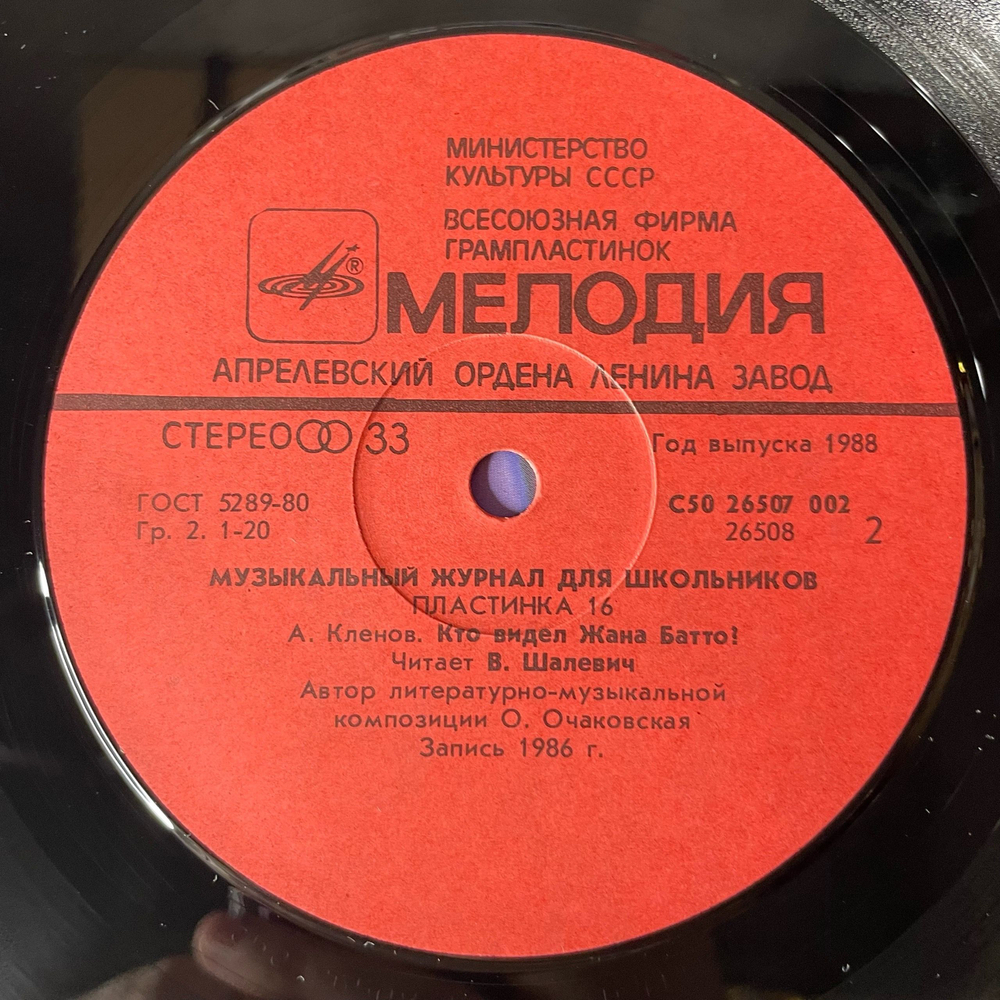 МИНИСТЕРСТВО
КУЛЬТУРЫ СССР
ВСЕСОЮЗНАЯ ФИРМА
ГРАМПЛАСТИНОК
®
МЕЛОДИЯ
АПРЕЛЕВСКИЙ ОРДЕНА ЛЕНИНА ЗАВОД
СТЕРЕО 33
Год выпуска 1988
ГОСТ 5289-80
Гр. 2. 1-20
С50 26507 002
26508 2
МУЗЫКАЛЬНЫЙ ЖУРНАЛ ДЛЯ ШКОЛЬНИКОВ
ПЛАСТИНКА 16
А. Кленов. Кто видел Жана Батто?
Читает В. Шалевич
Автор литературно-музыкальной
композиции О. Очаковская
Запись 1986 г.